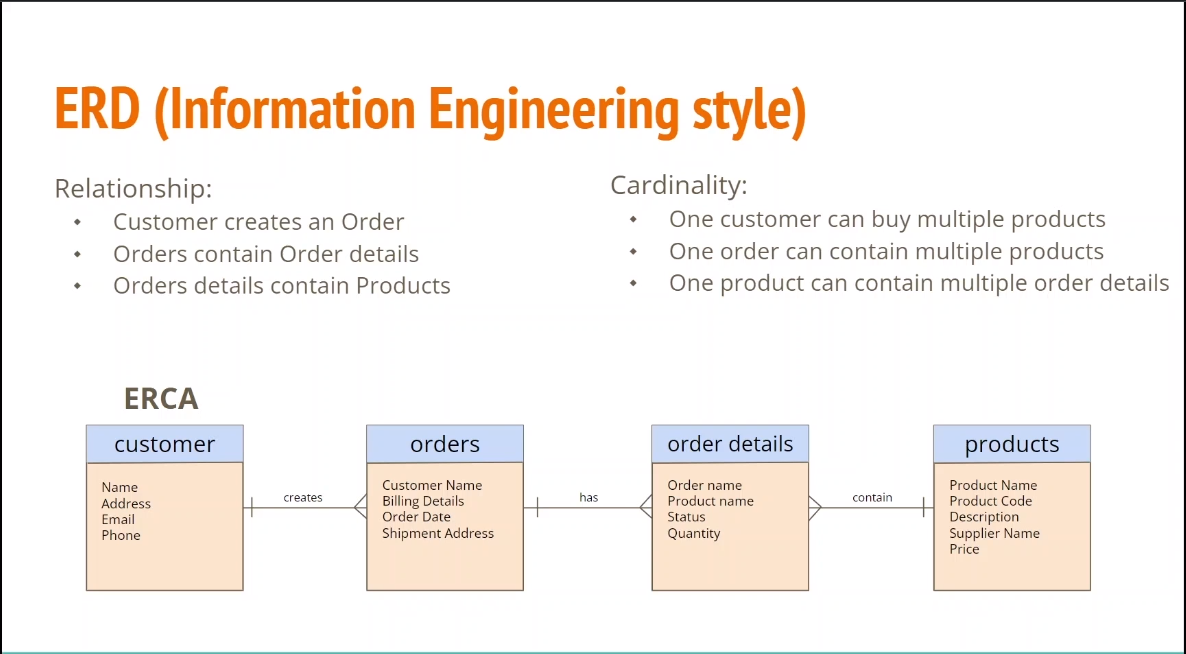 ERD (Information Engineering style)
Relationship:
• Customer creates an Order
• Orders contain Order details
• Orders details contain Products
Cardinality:
• One customer can buy multiple products
• One order can contain multiple products
• One product can contain multiple order details
ERCA
customer
Name
Address
Email
Phone
creates
orders
Customer Name
Billing Details
Order Date
Shipment Address
has
order details
Order name
Product name
Status
Quantity
contain
products
Product Name
Product Code
Description
Supplier Name
Price